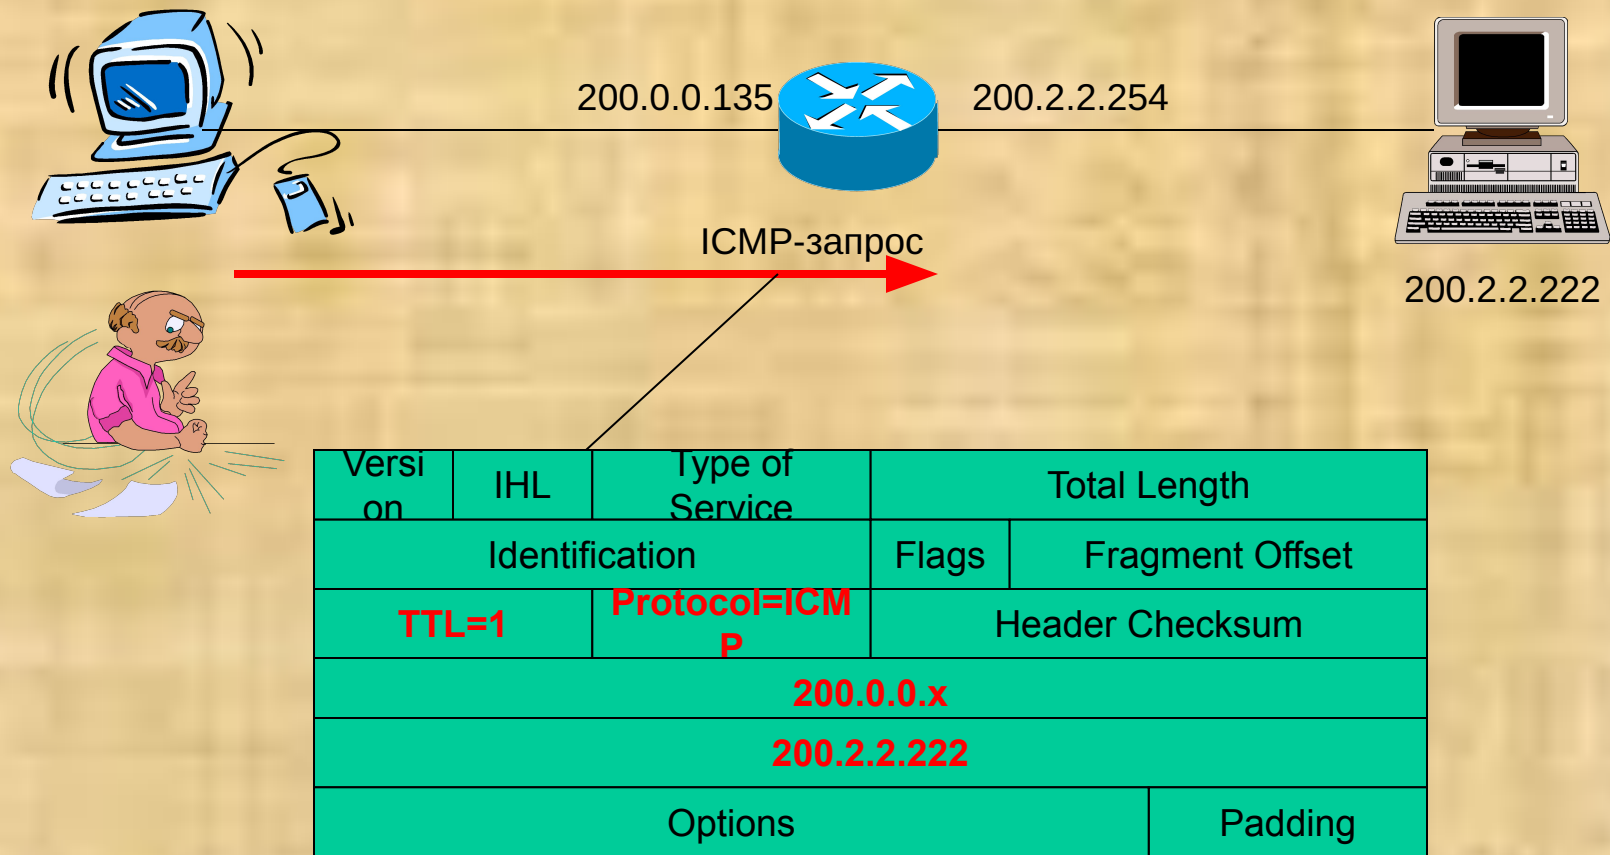 200.0.0.135
200.2.2.254
ICMP-запрос
200.2.2.222
Versi
on
IHL
Type of
Service
Total Length
Identification
Flags
Fragment Offset
TTL=1
Protocol=ICM
P
Header Checksum
200.0.0.x
200.2.2.222
Options
Padding